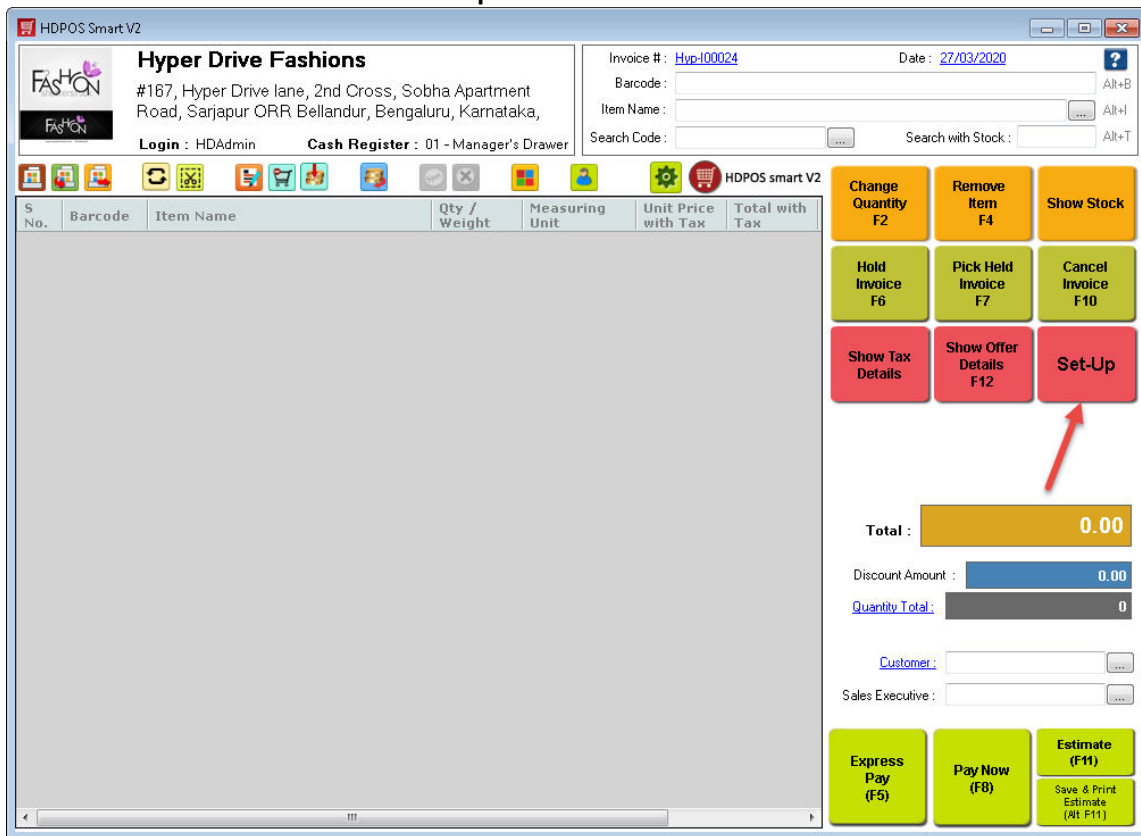 HDPOS Smart V2
FASHON
FASHON
Hyper Drive Fashions
#167, Hyper Drive lane, 2nd Cross, Sobha Apartment
Road, Sarjapur ORR Bellandur, Bengaluru, Karnataka,
Login : HDAdmin Cash Register : 01 - Manager's Drawer
Invoice # : Hyp-I00024 Date : 27/03/2020 ?
Barcode : Alt+B
Item Name : ... Alt+I
Search Code : ... Search with Stock : Alt+T
HDPOS smart V2
S No. Barcode Item Name Qty / Weight Measuring Unit Unit Price with Tax Total with Tax
Change
Quantity
F2
Remove
Item
F4
Show Stock
Hold
Invoice
F6
Pick Held
Invoice
F7
Cancel
Invoice
F10
Show Tax
Details
Show Offer
Details
F12
Set-Up
Total : 0.00
Discount Amount : 0.00
Quantity Total : 0
Customer : ...
Sales Executive : ...
Express
Pay
(F5)
Pay Now
(F8)
Estimate
(F11)
Save & Print
Estimate
(Alt F11)